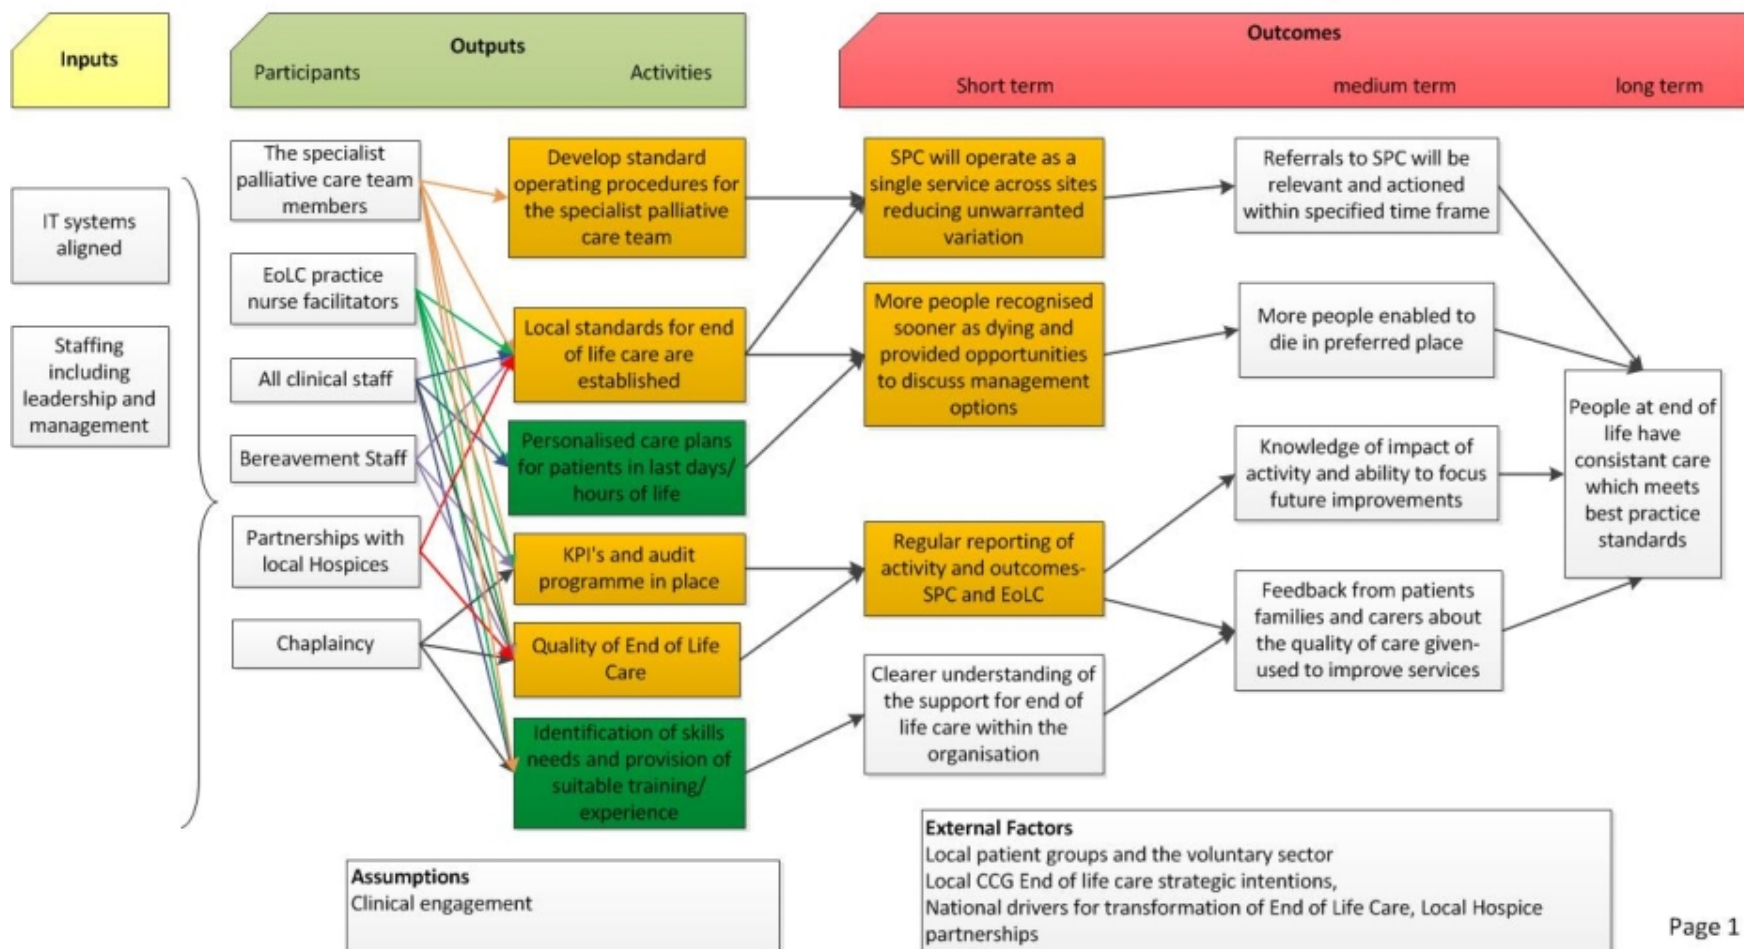 Inputs
Outputs
Participants
Activities
Outcomes
Short term
medium term
long term
IT systems
aligned
Staffing
including
leadership and
management
The specialist
palliative care team
members
EoLC practice
nurse facilitators
All clinical staff
Bereavement Staff
Partnerships with
local Hospices
Chaplaincy
Develop standard
operating procedures for
the specialist palliative
care team
Local standards for end
of life care are
established
Personalised care plans
for patients in last days/
hours of life
KPI's and audit
programme in place
Quality of End of Life
Care
Identification of skills
needs and provision of
suitable training/
experience
SPC will operate as a
single service across sites
reducing unwarranted
variation
More people recognised
sooner as dying and
provided opportunities
to discuss management
options
Regular reporting of
activity and outcomes-
SPC and EoLC
Clearer understanding of
the support for end of
life care within the
organisation
Referrals to SPC will be
relevant and actioned
within specified time frame
More people enabled to
die in preferred place
Knowledge of impact of
activity and ability to focus
future improvements
Feedback from patients
families and carers about
the quality of care given-
used to improve services
People at end of
life have
consistant care
which meets
best practice
standards
Assumptions
Clinical engagement
External Factors
Local patient groups and the voluntary sector
Local CCG End of life care strategic intentions,
National drivers for transformation of End of Life Care, Local Hospice
partnerships
Page 1